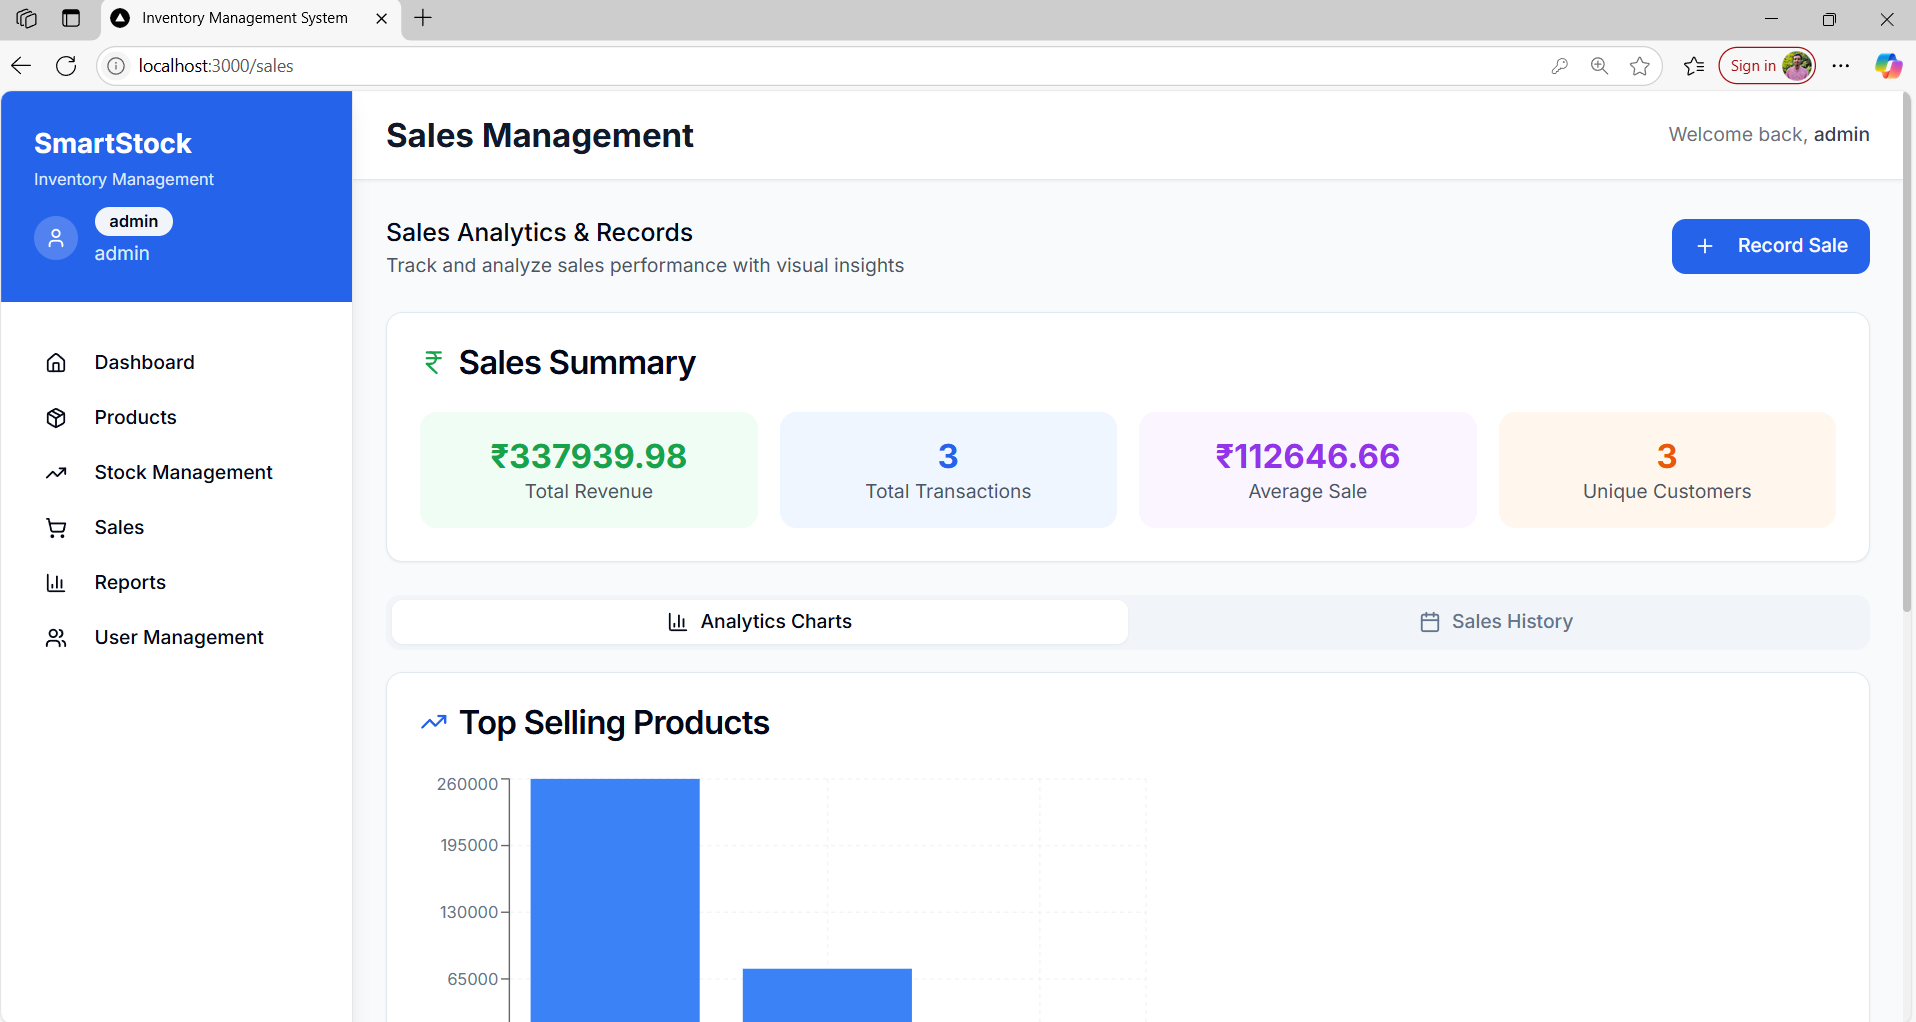 Inventory Management System
localhost:3000/sales
Sign in
SmartStock
Inventory Management
admin
admin
Dashboard
Products
Stock Management
Sales
Reports
User Management
Sales Management
Welcome back, admin
Sales Analytics & Records
Track and analyze sales performance with visual insights
Record Sale
₹ Sales Summary
₹337939.98
Total Revenue
3
Total Transactions
₹112646.66
Average Sale
3
Unique Customers
Analytics Charts
Sales History
Top Selling Products
260000
195000
130000
65000